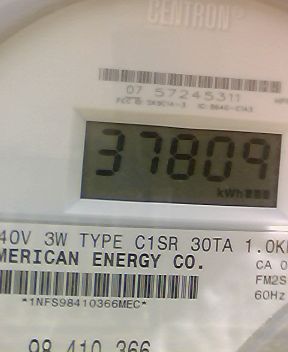 CENTRON®
07 57245311
37809
kWh
40V 3W TYPE C1SR 30TA 1.0K
MERICAN ENERGY CO.
CA 0
FM2S
60Hz
*1NFS98410366MEC*
98 410 366